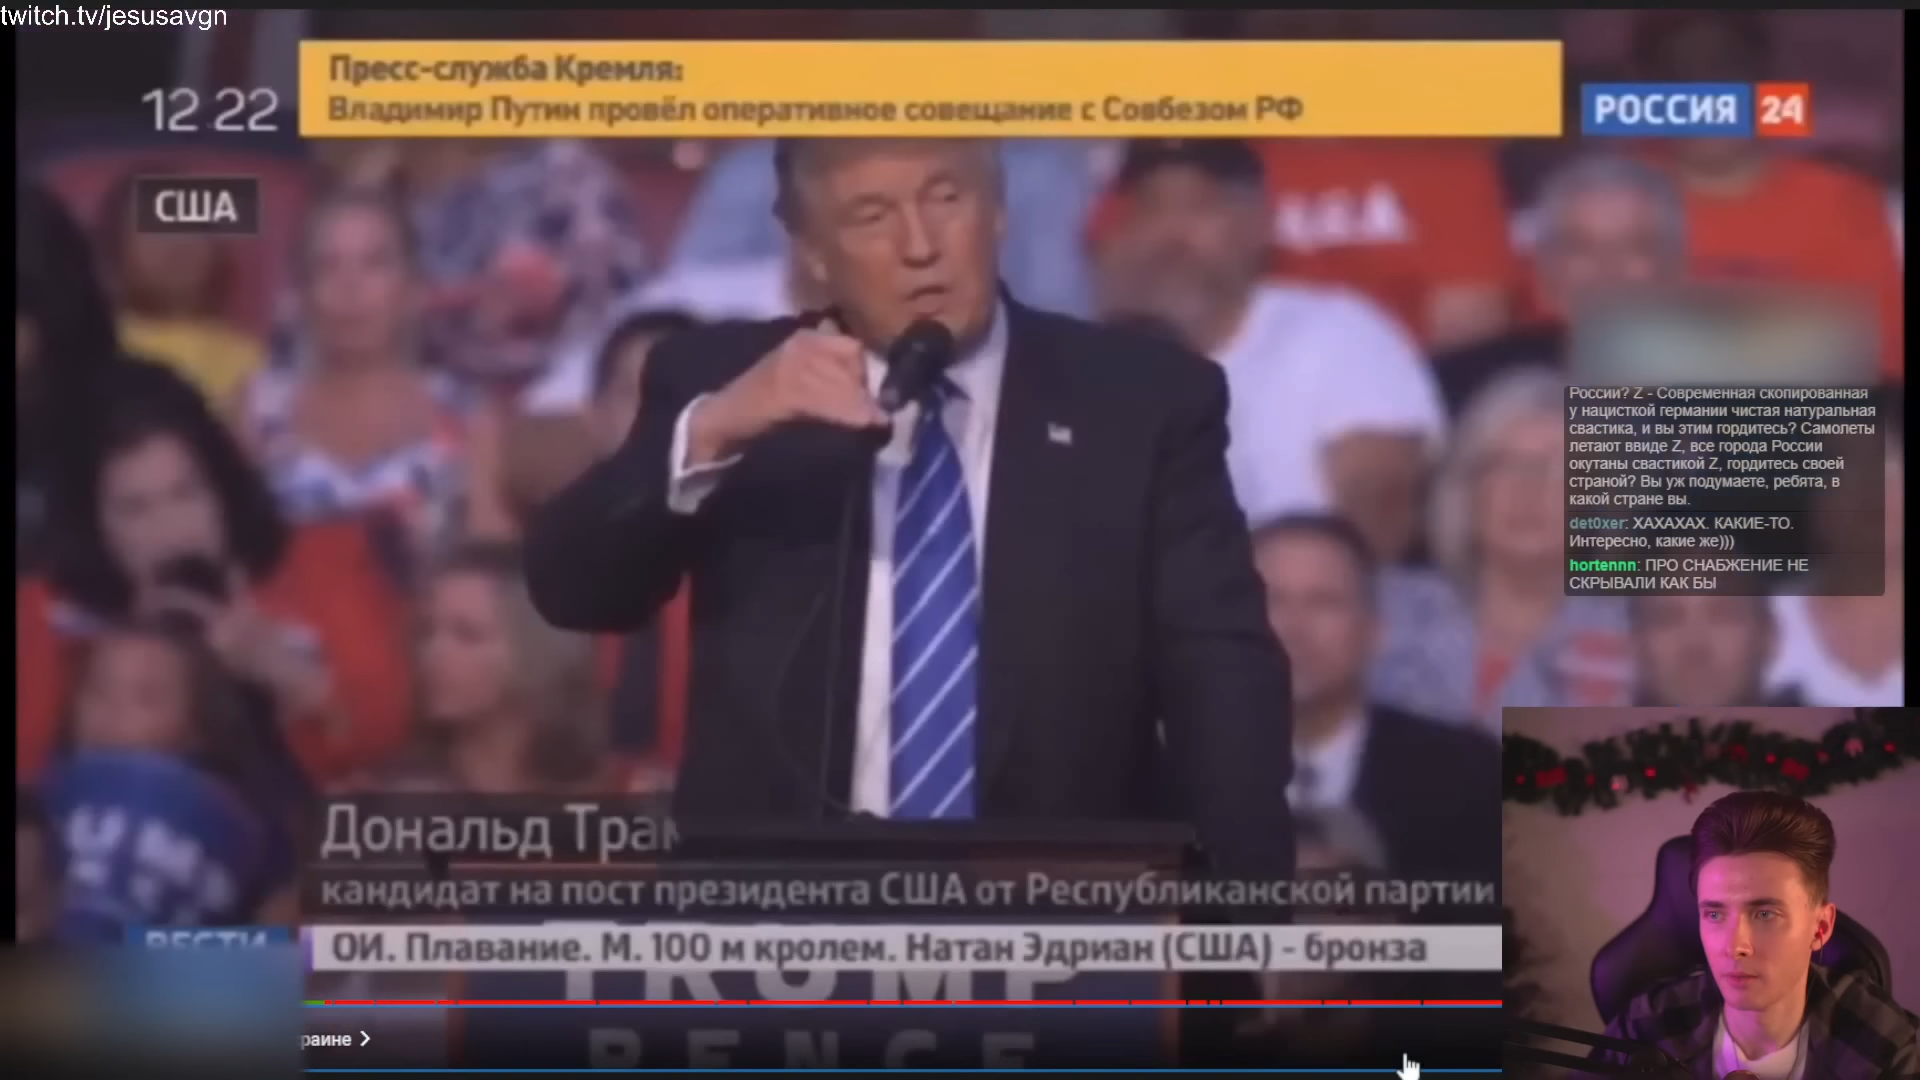 twitch.tv/jesusavgn
Пресс-служба Кремля:
Владимир Путин провёл оперативное совещание с Совбезом РФ
12 22
РОССИЯ 24
США
U.S.A.
России? Z - Современная скопированная
у нацисткой германии чистая натуральная
свастика, и вы этим гордитесь? Самолеты
летают ввиде Z, все города России
окутаны свастикой Z, гордитесь своей
страной? Вы уж подумаете, ребята, в
какой стране вы.
det0xer: ХАХАХАХ. КАКИЕ-ТО.
Интересно, какие же)))
hortennn: ПРО СНАБЖЕНИЕ НЕ
СКРЫВАЛИ КАК БЫ
Дональд Трам
кандидат на пост президента США от Республиканской партии
ВЕСТИ
ОИ. Плавание. М. 100 м кролем. Натан Эдриан (США) - бронза
TRUMP
раине >
PENCE